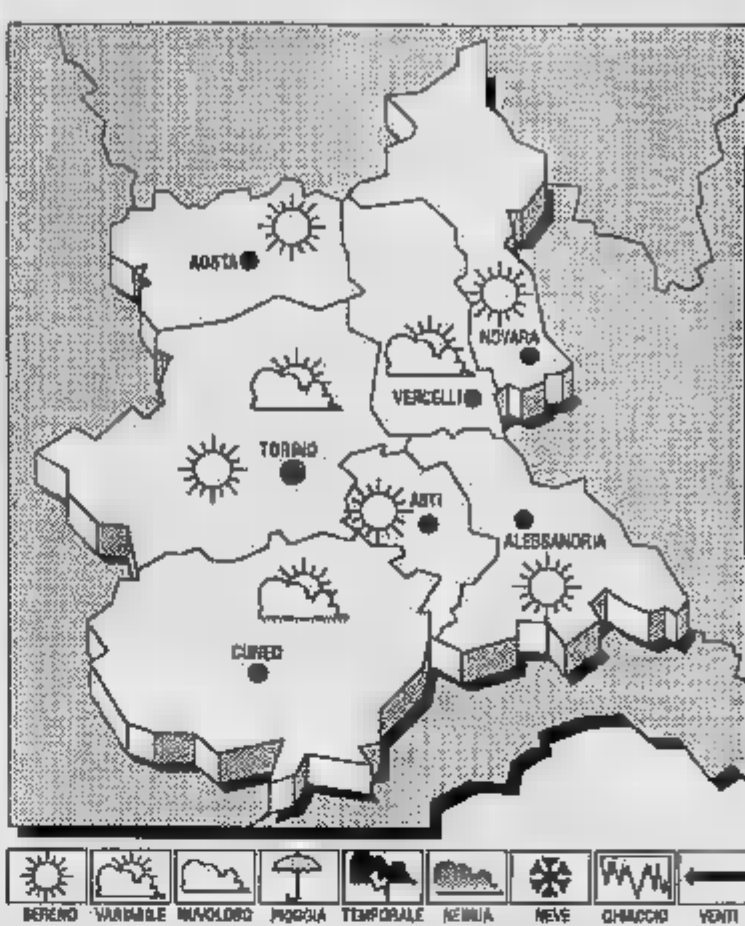 AOSTA
NOVARA
VERCELLI
TORINO
ASTI
ALESSANDRIA
CUNEO
SERENO VARIABILE NUVOLOSO PIOGGIA TEMPORALE NEBBIA NEVE GHIACCIO VENTI